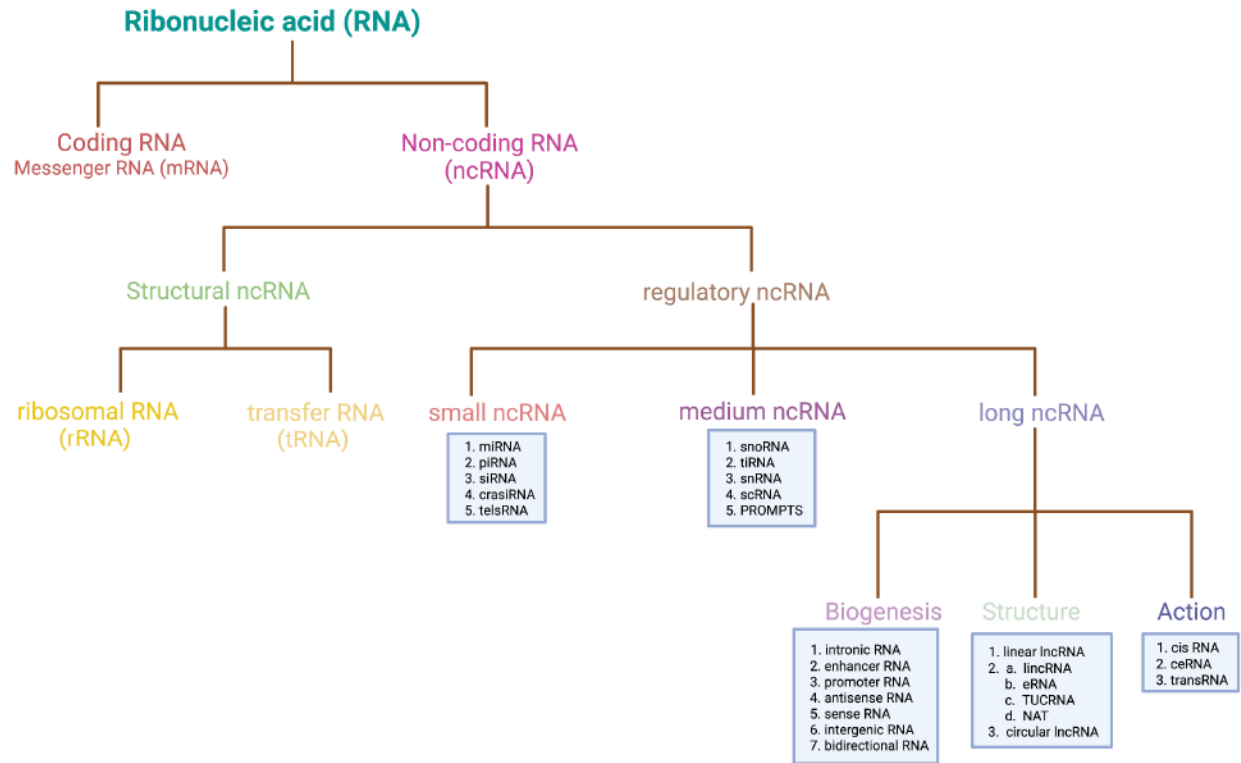 Ribonucleic acid (RNA)
Coding RNA
Messenger RNA (mRNA)
Non-coding RNA
(ncRNA)
Structural ncRNA
regulatory ncRNA
ribosomal RNA
(rRNA)
transfer RNA
(tRNA)
small ncRNA
1. miRNA
2. piRNA
3. siRNA
4. crasiRNA
5. telsRNA
medium ncRNA
1. snoRNA
2. tiRNA
3. snRNA
4. scRNA
5. PROMPTS
long ncRNA
Biogenesis
1. intronic RNA
2. enhancer RNA
3. promoter RNA
4. antisense RNA
5. sense RNA
6. intergenic RNA
7. bidirectional RNA
Structure
1. linear lncRNA
2. a. lincRNA
b. eRNA
c. TUCRNA
d. NAT
3. circular lncRNA
Action
1. cis RNA
2. ceRNA
3. transRNA